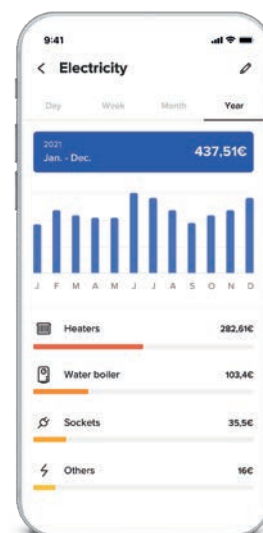 9:41
Electricity
Day Week Month Year
2021
Jan. - Dec.
437,51€
J F M A M J J A S O N D
Heaters 282,61€
Water boiler 103,4€
Sockets 35,5€
Others 16€